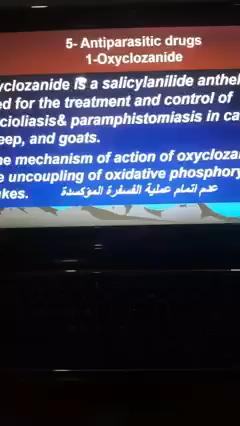 5- Antiparasitic drugs
1-Oxyclozanide
yclozanide is a salicylanilide anthel
ed for the treatment and control of
cioliasis& paramphistomiasis in ca
eep, and goats.
he mechanism of action of oxycloza
e uncoupling of oxidative phosphory
ukes. عدم اتمام عملية الفسفرة المؤكسدة